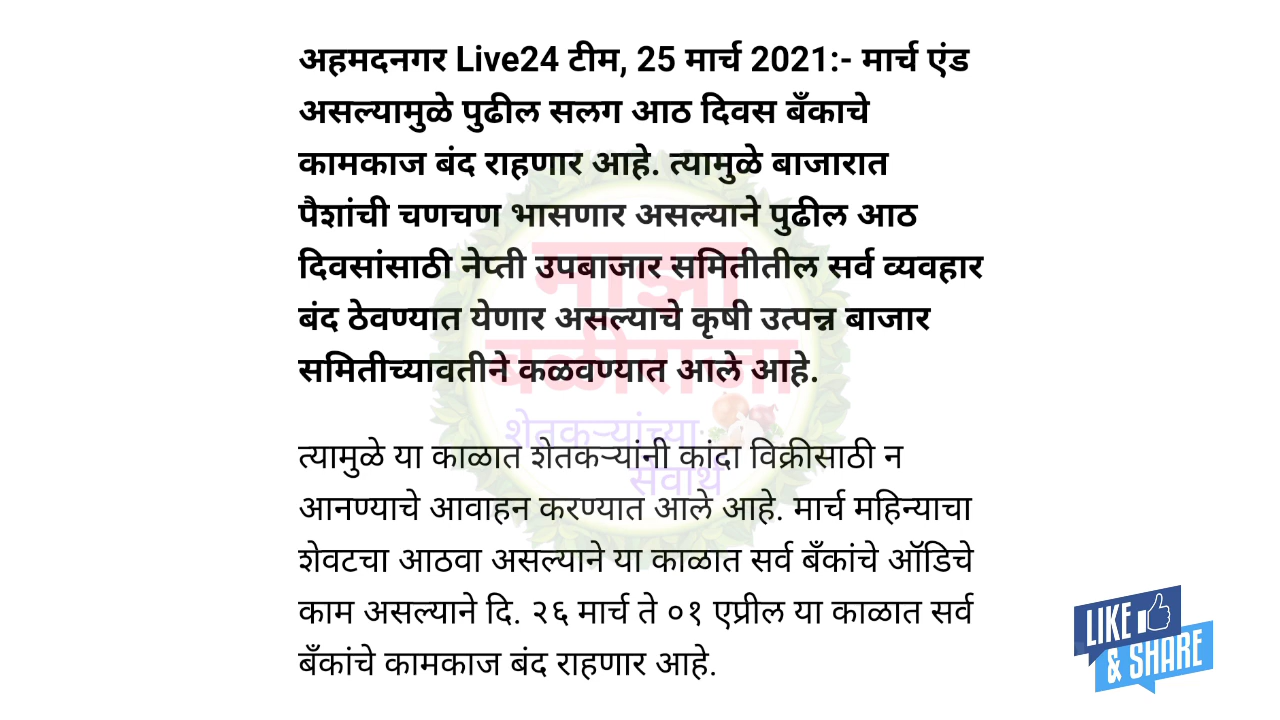 अहमदनगर Live24 टीम, 25 मार्च 2021:- मार्च एंड
असल्यामुळे पुढील सलग आठ दिवस बँकाचे
कामकाज बंद राहणार आहे. त्यामुळे बाजारात
पैशांची चणचण भासणार असल्याने पुढील आठ
दिवसांसाठी नेप्ती उपबाजार समितीतील सर्व व्यवहार
बंद ठेवण्यात येणार असल्याचे कृषी उत्पन्न बाजार
समितीच्यावतीने कळवण्यात आले आहे.
माझा
बळीराजा
शेतकऱ्यांच्या
सेवार्थ
त्यामुळे या काळात शेतकऱ्यांनी कांदा विक्रीसाठी न
आनण्याचे आवाहन करण्यात आले आहे. मार्च महिन्याचा
शेवटचा आठवा असल्याने या काळात सर्व बँकांचे ऑडिचे
काम असल्याने दि. २६ मार्च ते ०१ एप्रील या काळात सर्व
बँकांचे कामकाज बंद राहणार आहे.
LIKE
& SHARE